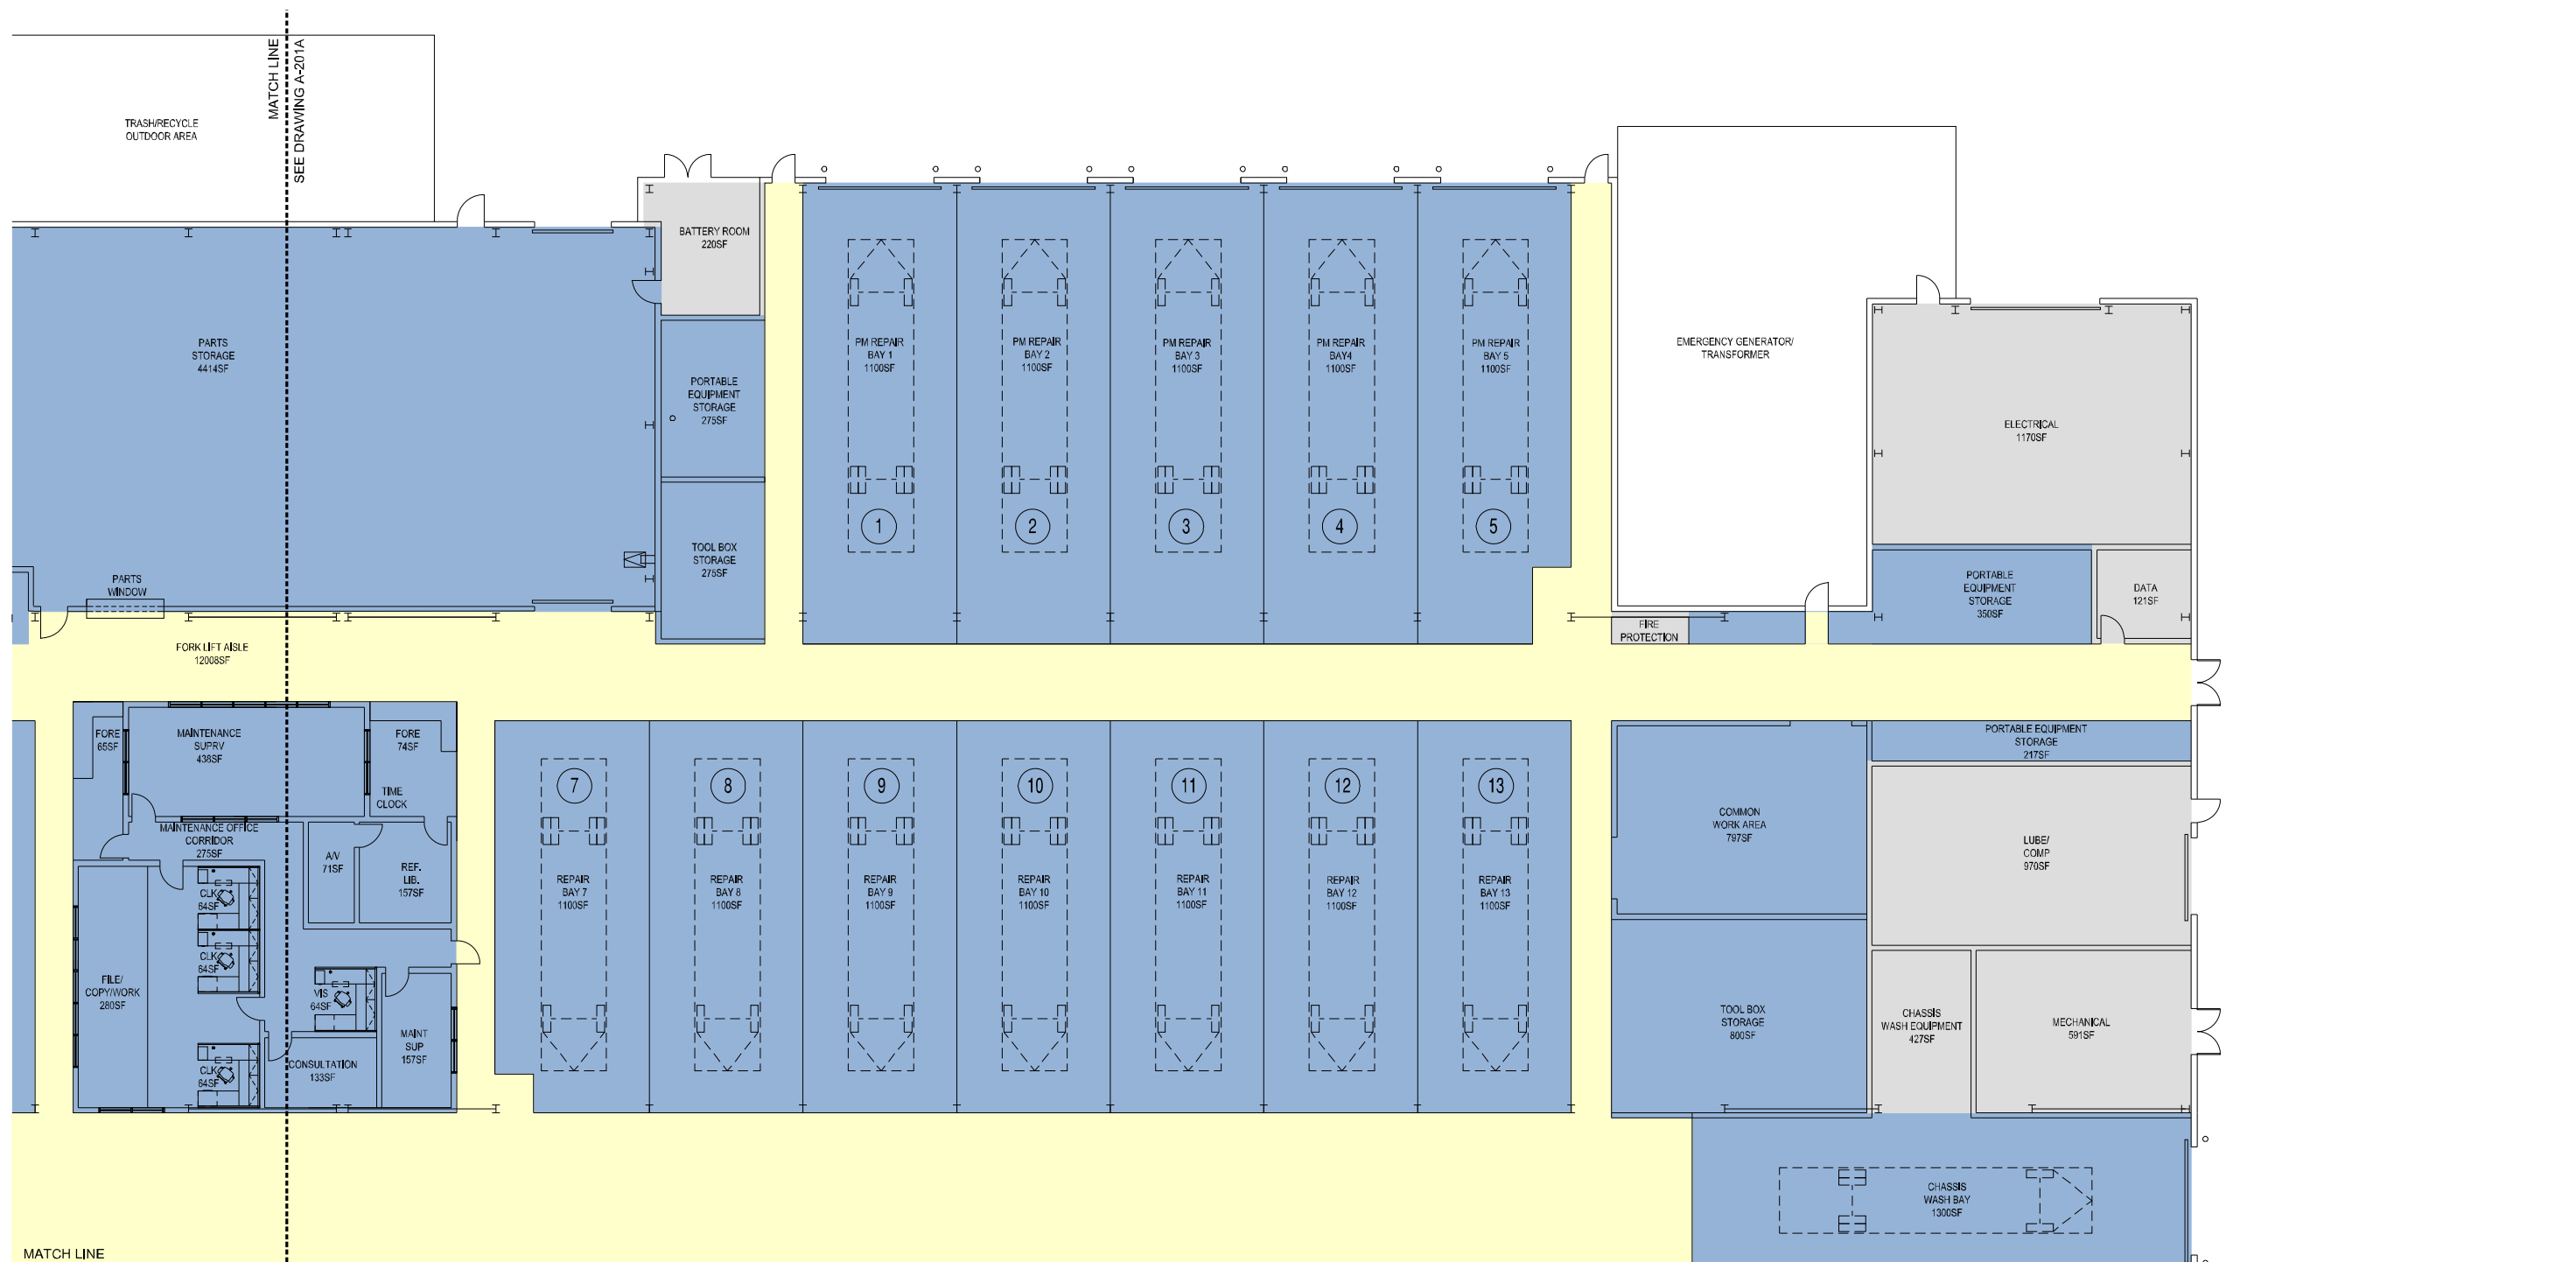 MATCH LINE
SEE DRAWING A-201A
TRASH/RECYCLE
OUTDOOR AREA
BATTERY ROOM
220SF
PARTS
STORAGE
4414SF
PORTABLE
EQUIPMENT
STORAGE
275SF
TOOL BOX
STORAGE
275SF
PARTS
WINDOW
FORK LIFT AISLE
12008SF
PM REPAIR
BAY 1
1100SF
1
PM REPAIR
BAY 2
1100SF
2
PM REPAIR
BAY 3
1100SF
3
PM REPAIR
BAY4
1100SF
4
PM REPAIR
BAY 5
1100SF
5
EMERGENCY GENERATOR/
TRANSFORMER
ELECTRICAL
1170SF
PORTABLE
EQUIPMENT
STORAGE
350SF
DATA
121SF
FIRE
PROTECTION
FORE
65SF
MAINTENANCE
SUPRV
438SF
FORE
74SF
TIME
CLOCK
MAINTENANCE OFFICE
CORRIDOR
275SF
A/V
71SF
REF.
LIB.
157SF
CLK
64SF
CLK
64SF
FILE/
COPY/WORK
280SF
VIS
64SF
CLK
64SF
CONSULTATION
133SF
MAINT
SUP
157SF
7
REPAIR
BAY 7
1100SF
8
REPAIR
BAY 8
1100SF
9
REPAIR
BAY 9
1100SF
10
REPAIR
BAY 10
1100SF
11
REPAIR
BAY 11
1100SF
12
REPAIR
BAY 12
1100SF
13
REPAIR
BAY 13
1100SF
COMMON
WORK AREA
797SF
TOOL BOX
STORAGE
800SF
PORTABLE EQUIPMENT
STORAGE
217SF
LUBE/
COMP
970SF
CHASSIS
WASH EQUIPMENT
427SF
MECHANICAL
591SF
CHASSIS
WASH BAY
1300SF
MATCH LINE